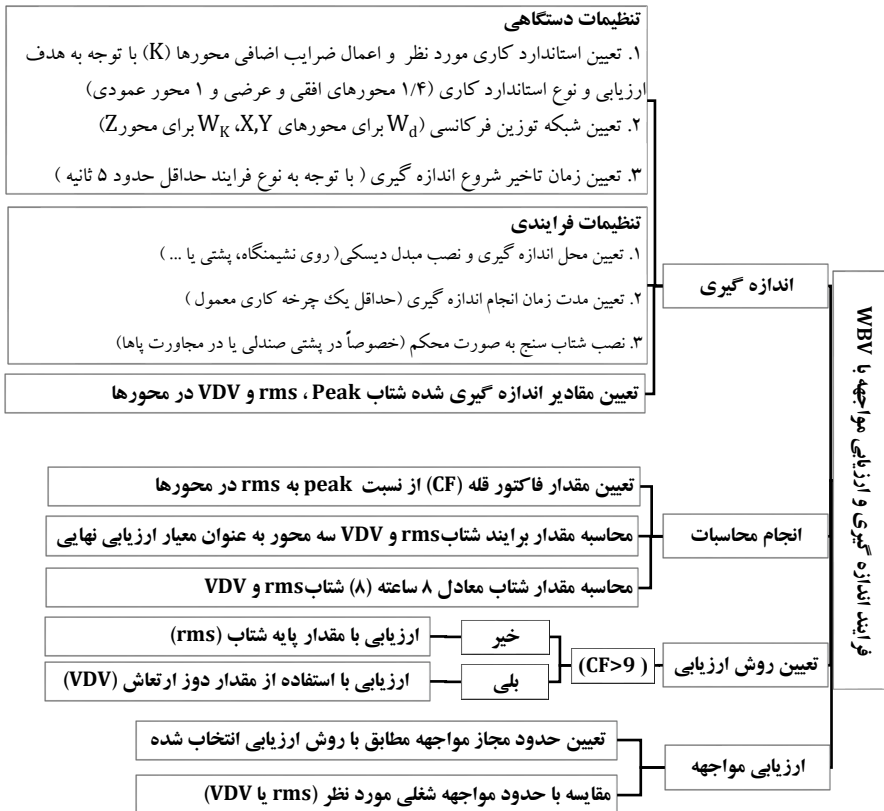 فرایند اندازه گیری و ارزیابی مواجهه با WBV
اندازه گیری
تنظیمات دستگاهی
۱. تعیین استاندارد کاری مورد نظر و اعمال ضرایب اضافی محورها (K) با توجه به هدف
ارزیابی و نوع استاندارد کاری (۱/۴ محورهای افقی و عرضی و ۱ محور عمودی)
۲. تعیین شبکه توزین فرکانسی (Wd برای محورهای X,Y، WK برای محورZ)
۳. تعیین زمان تاخیر شروع اندازه گیری ( با توجه به نوع فرایند حداقل حدود ۵ ثانیه )
تنظیمات فرایندی
۱. تعیین محل اندازه گیری و نصب مبدل دیسکی( روی نشیمنگاه، پشتی یا ... )
۲. تعیین مدت زمان انجام اندازه گیری (حداقل یک چرخه کاری معمول )
۳. نصب شتاب سنج به صورت محکم (خصوصاً در پشتی صندلی یا در مجاورت پاها)
تعیین مقادیر اندازه گیری شده شتاب rms ، Peak و VDV در محورها
انجام محاسبات
تعیین مقدار فاکتور قله (CF) از نسبت peak به rms در محورها
محاسبه مقدار برایند شتابrms و VDV سه محور به عنوان معیار ارزیابی نهایی
محاسبه مقدار شتاب معادل ۸ ساعته (۸) شتابrms و VDV
تعیین روش ارزیابی
(CF>9 )
خیر
ارزیابی با مقدار پایه شتاب (rms)
بلی
ارزیابی با استفاده از مقدار دوز ارتعاش (VDV)
ارزیابی مواجهه
تعیین حدود مجاز مواجهه مطابق با روش ارزیابی انتخاب شده
مقایسه با حدود مواجهه شغلی مورد نظر (rms یا VDV)